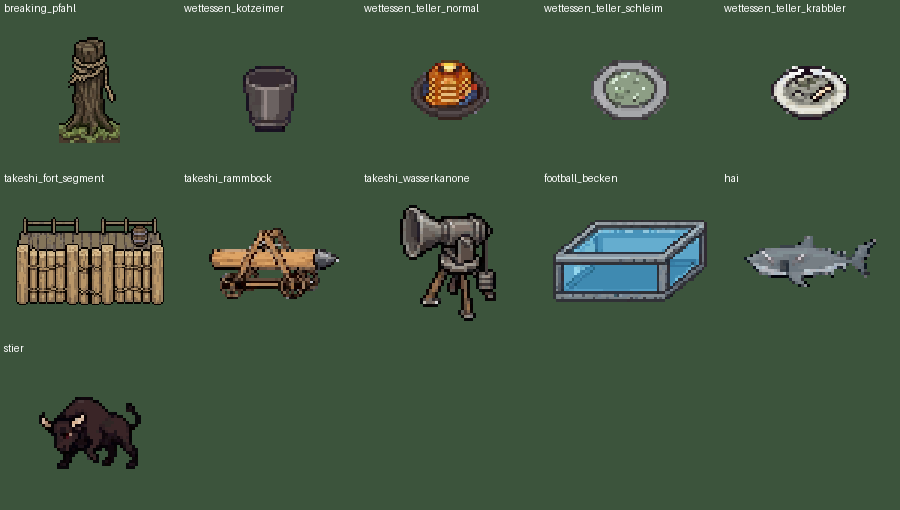 breaking_pfahl
wettessen_kotzeimer
wettessen_teller_normal
wettessen_teller_schleim
wettessen_teller_krabbler
takeshi_fort_segment
takeshi_rammbock
takeshi_wasserkanone
football_becken
hai
stier